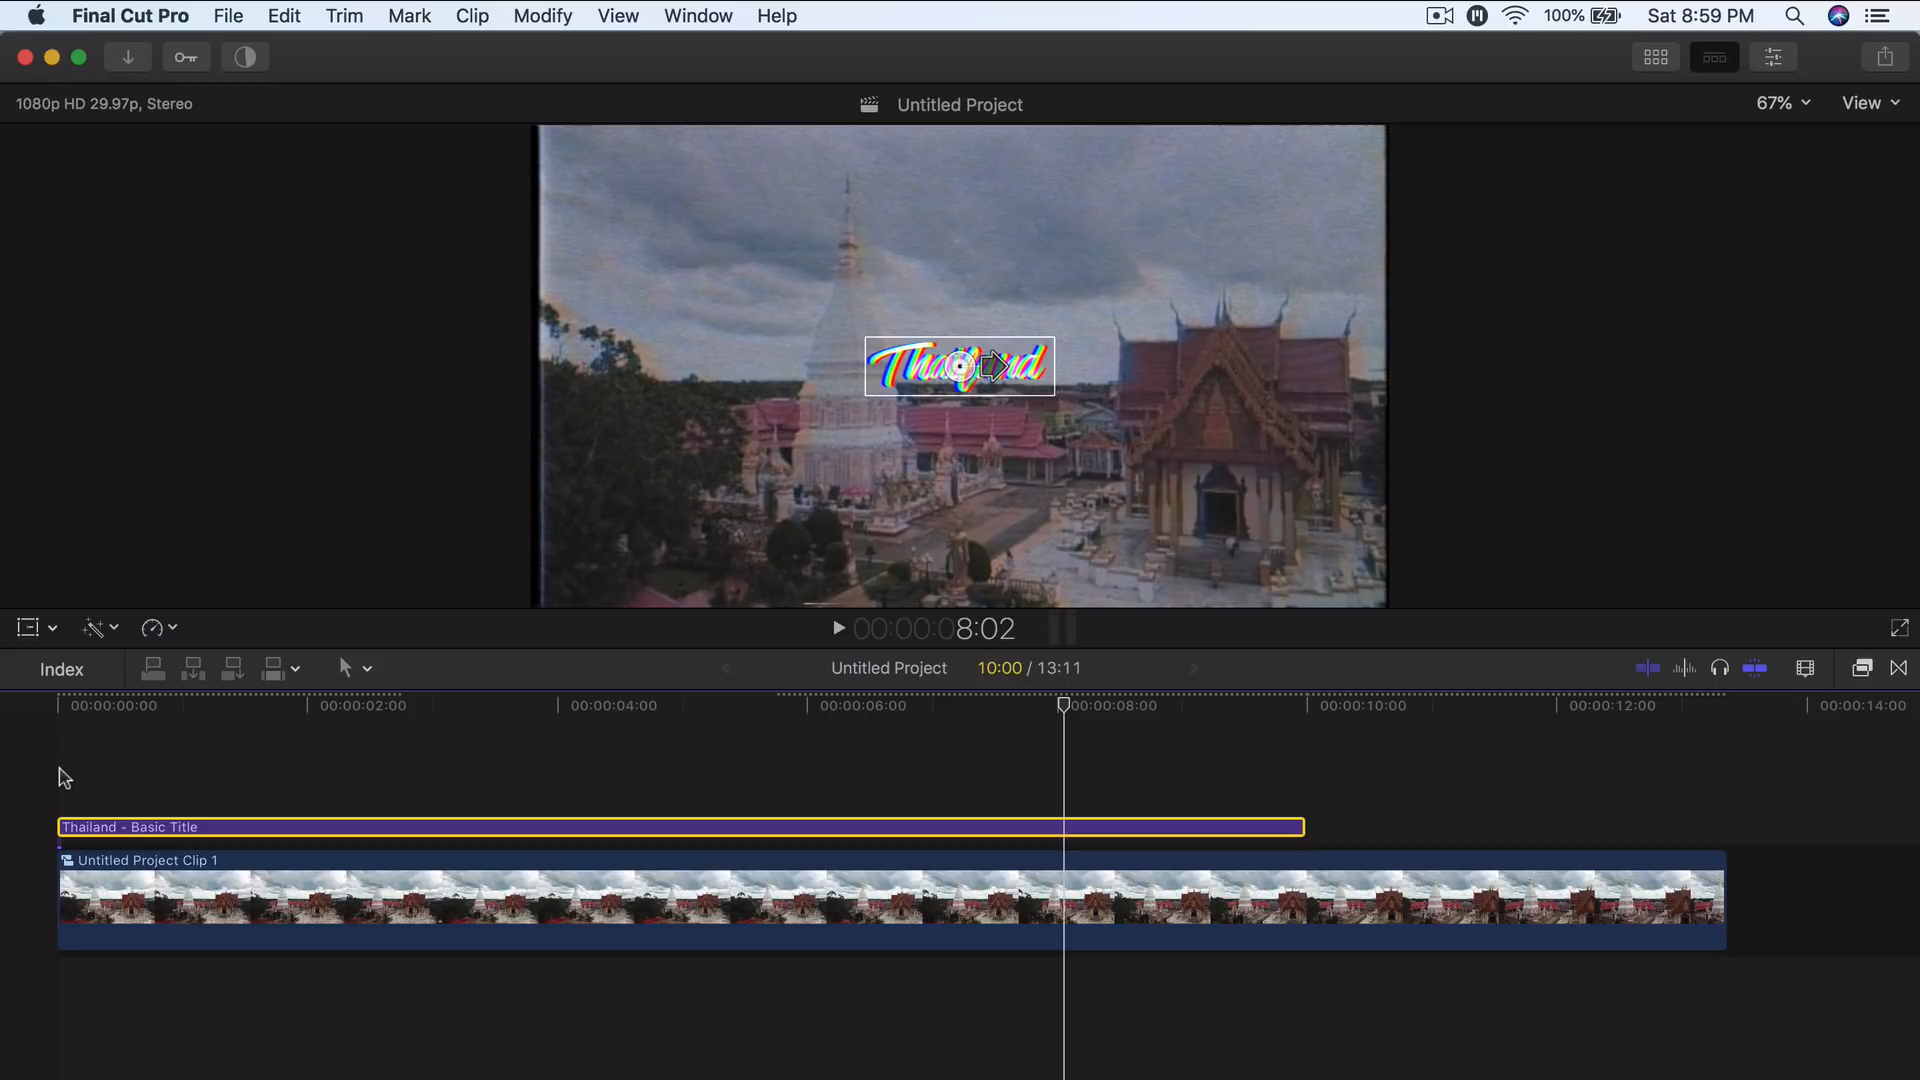 Final Cut Pro File Edit Trim Mark Clip Modify View Window Help 100% Sat 8:59 PM
1080p HD 29.97p, Stereo Untitled Project 67% View
Thailand
00:00:08:02
Index Untitled Project 10:00 / 13:11
00:00:00:00 00:00:02:00 00:00:04:00 00:00:06:00 00:00:08:00 00:00:10:00 00:00:12:00 00:00:14:00
Thailand - Basic Title
Untitled Project Clip 1